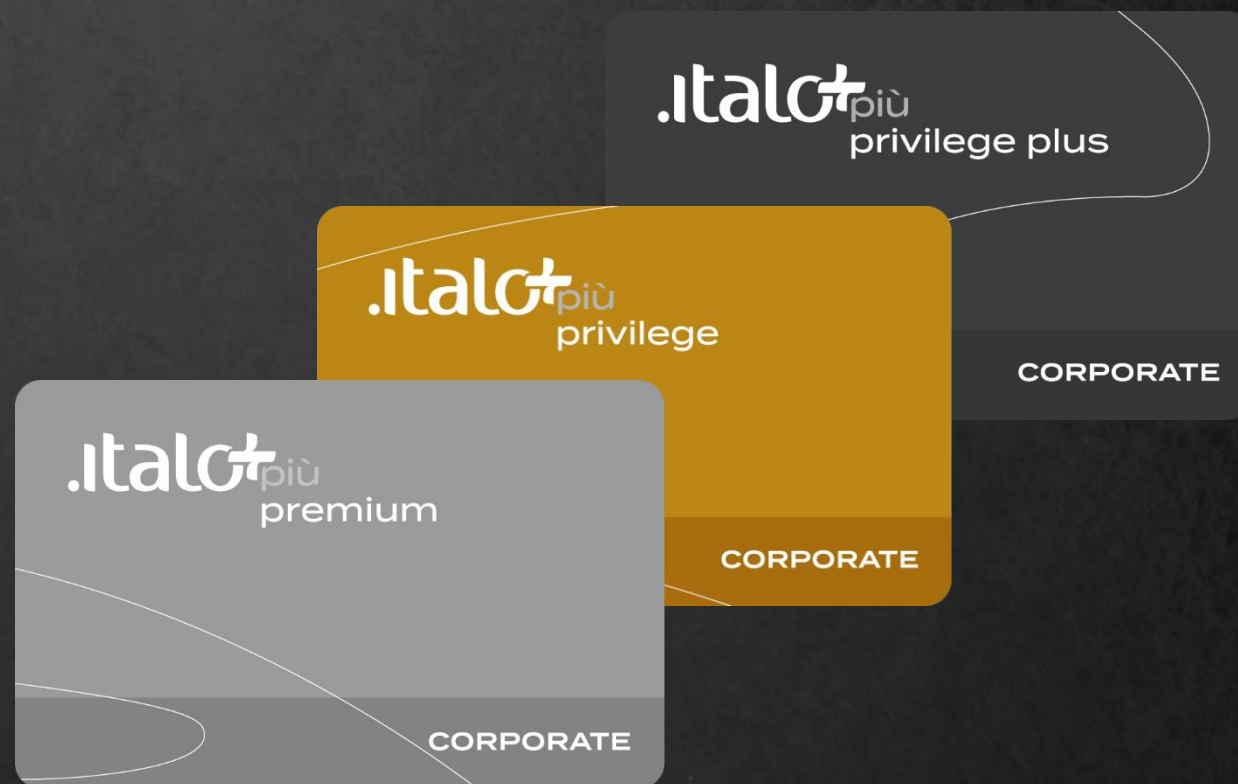 .italo+più
privilege plus
CORPORATE
.italo+più
privilege
CORPORATE
.italo+più
premium
CORPORATE